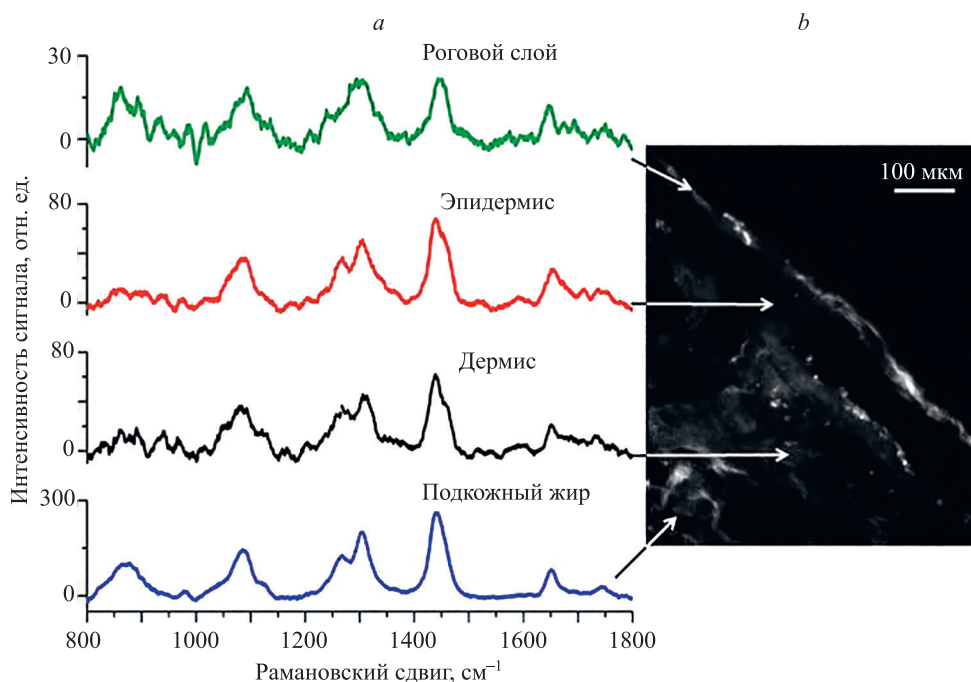 a
b
Роговой слой
30
0
100 мкм
Эпидермис
80
0
Дермис
80
0
Подкожный жир
300
0
800 1000 1200 1400 1600 1800
Рамановский сдвиг, см⁻¹
Интенсивность сигнала, отн. ед.